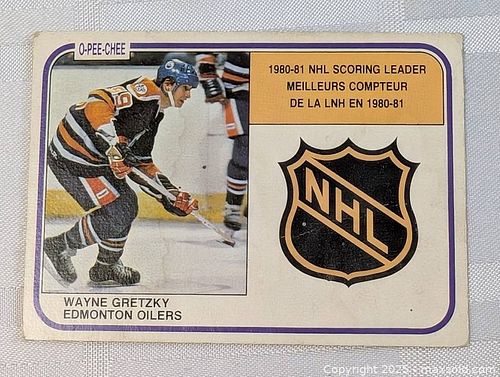 O-PEE-CHEE
1980-81 NHL SCORING LEADER
MEILLEURS COMPTEUR
DE LA LNH EN 1980-81
99
NHL
WAYNE GRETZKY
EDMONTON OILERS
Copyright 2025 - maxsold.com